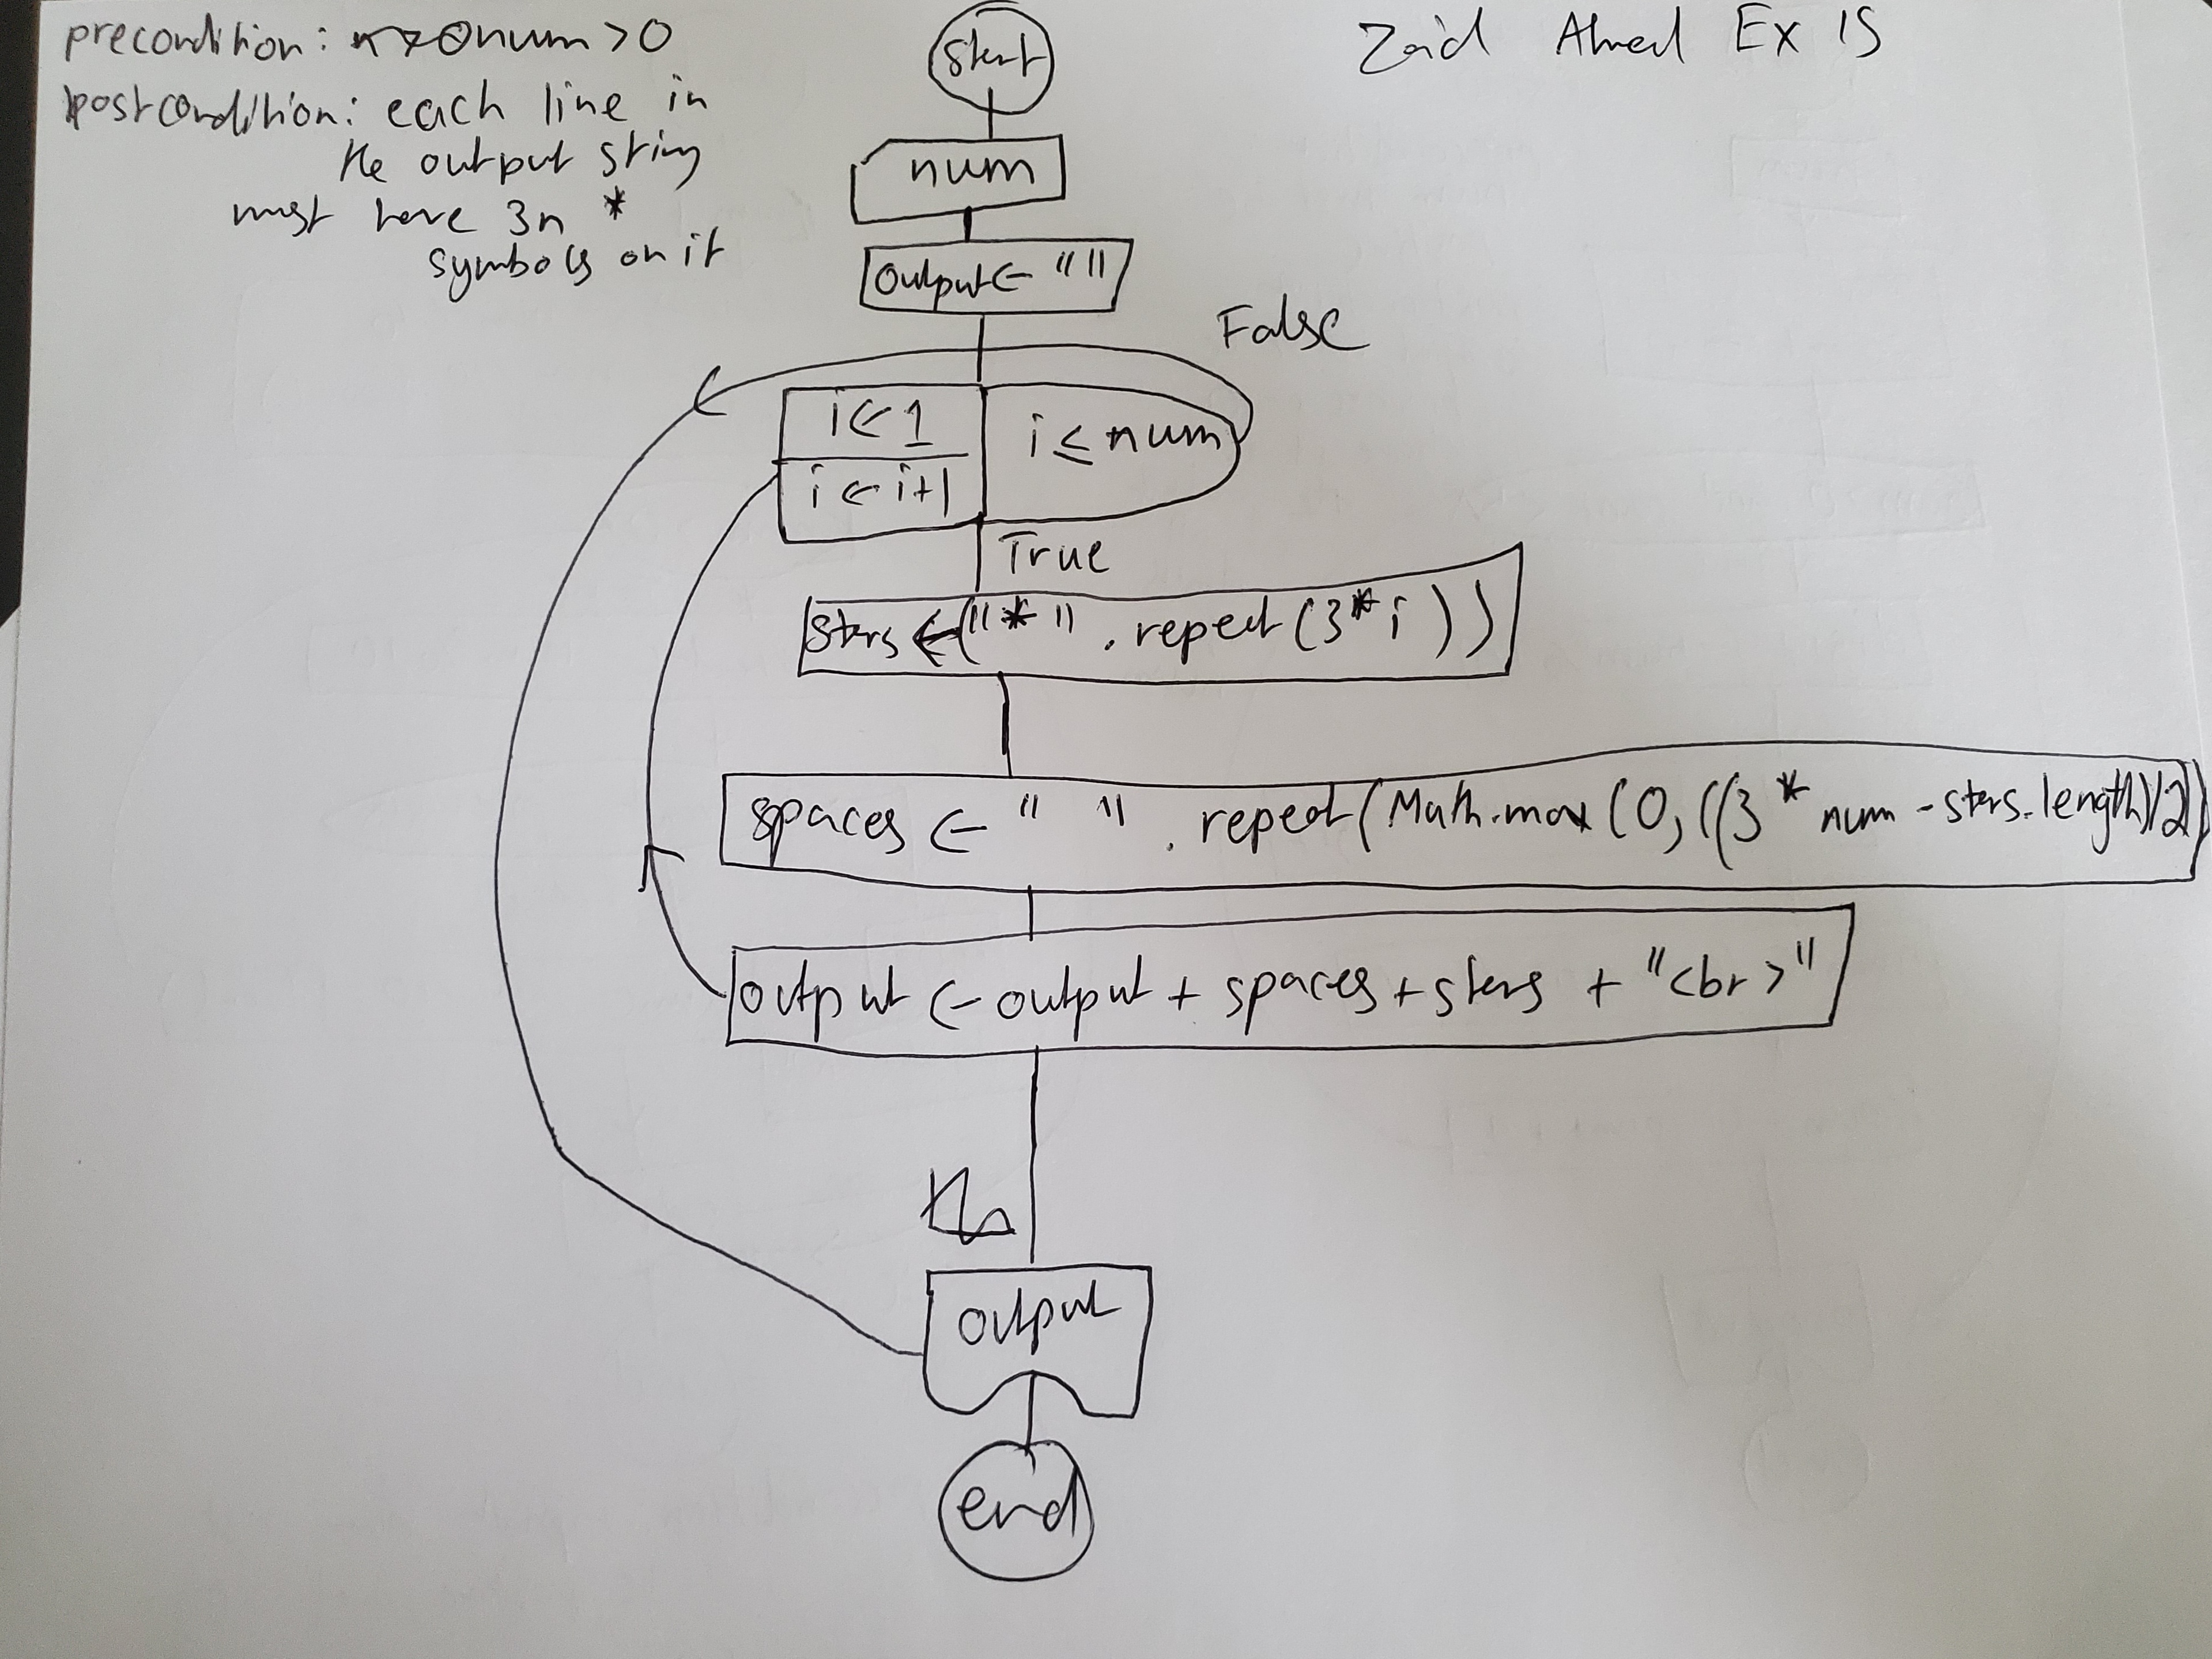 precondition: num > 0
postcondition: each line in
the output string
must have 3n *
symbols on it
Zaid Ahmed Ex 15
start
num
output ← " "
False
i ← 1
i ≤ num
i ← i+1
True
stars ← ("*" . repeat (3*i))
spaces ← " " . repeat (Math.max (0, ((3 * num - stars.length)/2)
output ← output + spaces + stars + "<br>"
output
end